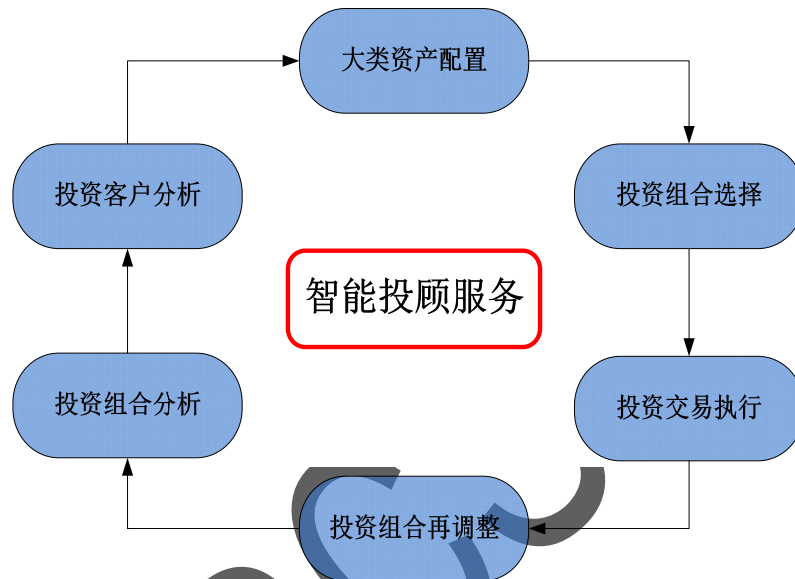 大类资产配置
投资客户分析
投资组合选择
智能投顾服务
投资组合分析
投资交易执行
投资组合再调整